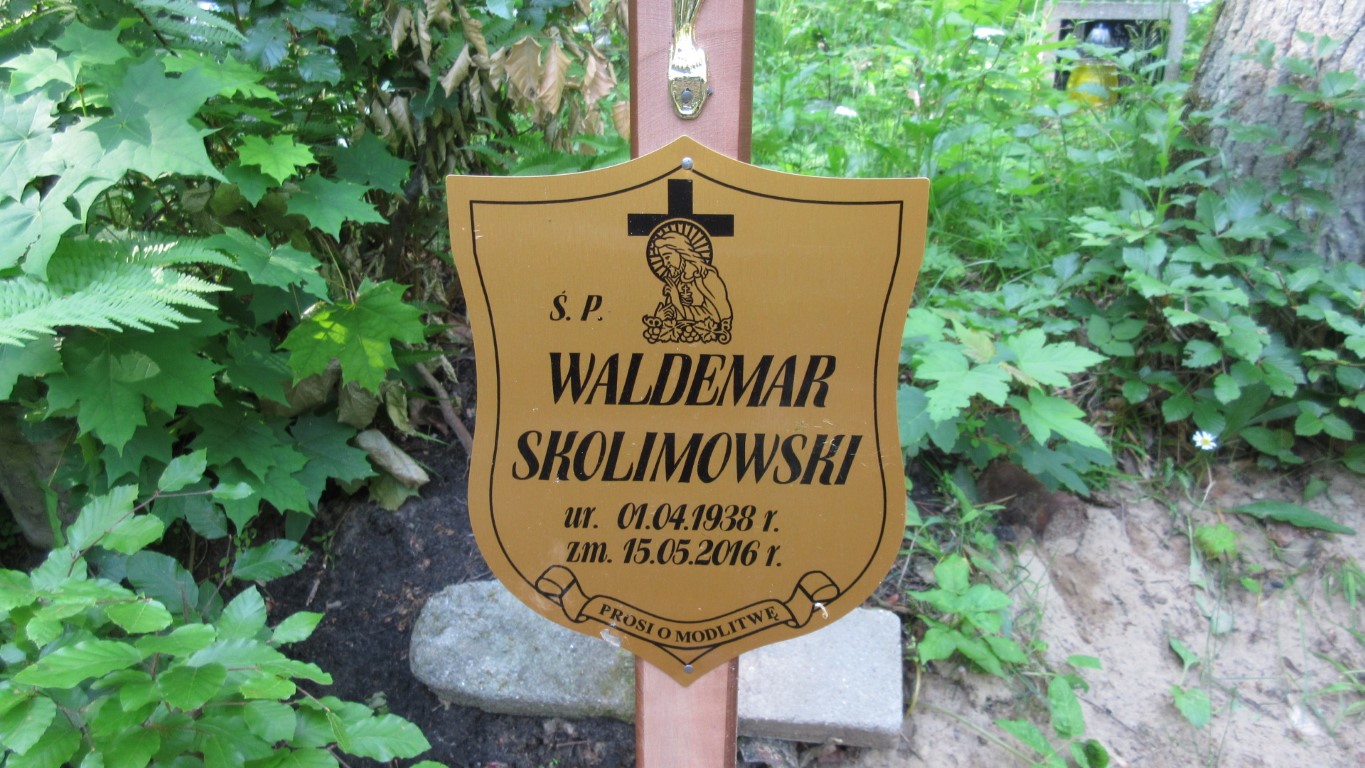 Ś. P.
WALDEMAR
SKOLIMOWSKI
ur. 01.04.1938 r.
zm. 15.05.2016 r.
PROSI O MODLITWĘ